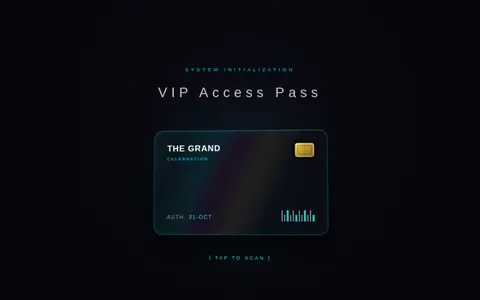 SYSTEM INITIALIZATION
VIP Access Pass
THE GRAND
CELEBRATION
AUTH: 31-OCT
[ TAP TO SCAN ]